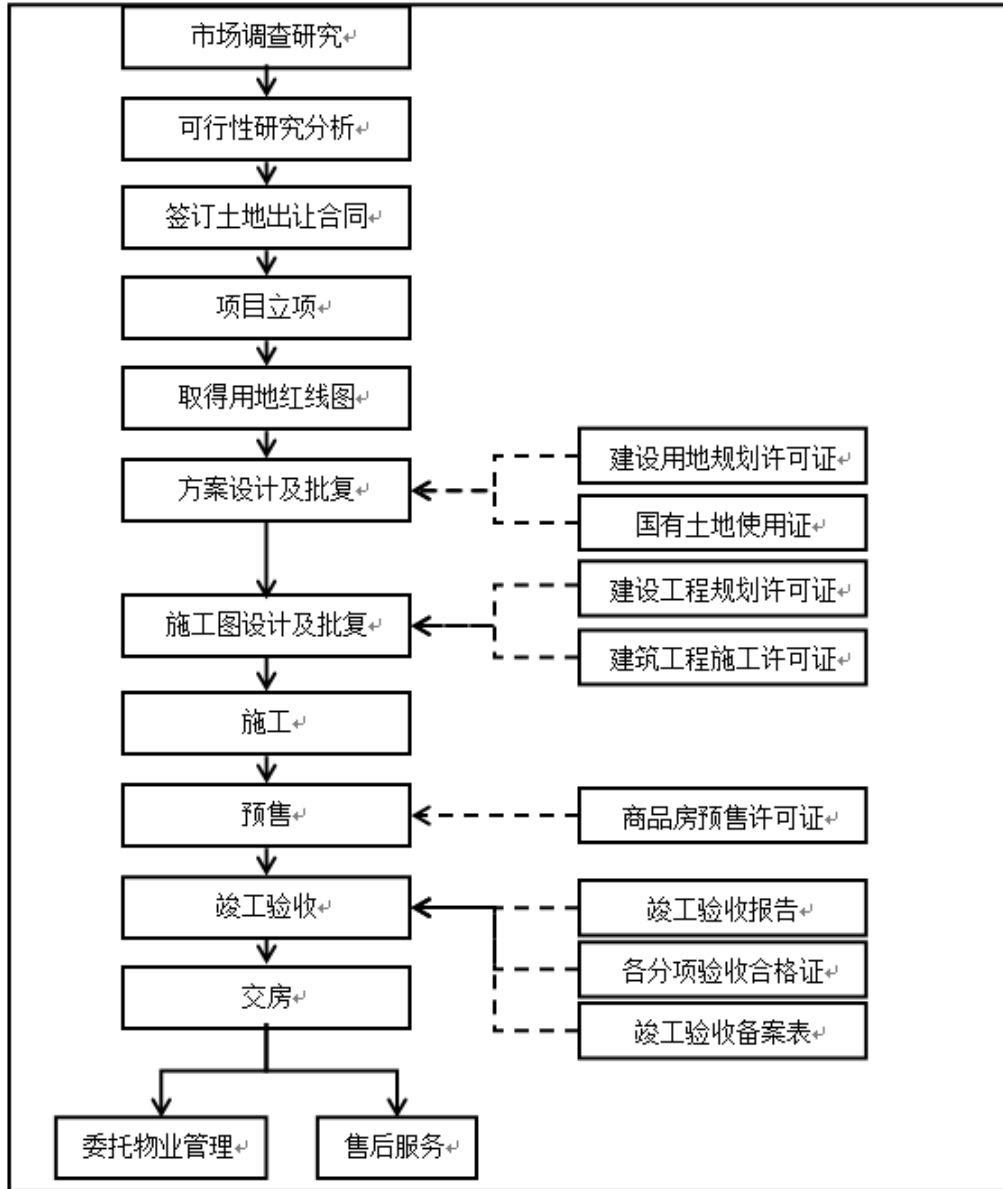 市场调查研究
可行性研究分析
签订土地出让合同
项目立项
取得用地红线图
建设用地规划许可证
方案设计及批复
国有土地使用证
建设工程规划许可证
施工图设计及批复
建筑工程施工许可证
施工
预售
商品房预售许可证
竣工验收
竣工验收报告
各分项验收合格证
交房
竣工验收备案表
委托物业管理
售后服务